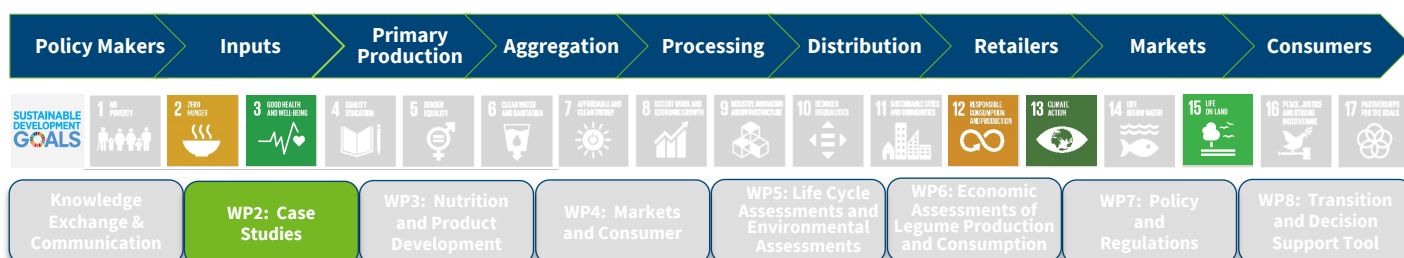 Policy Makers
Inputs
Primary
Production
Aggregation
Processing
Distribution
Retailers
Markets
Consumers
SUSTAINABLE
DEVELOPMENT
GOALS
1 NO
POVERTY
2 ZERO
HUNGER
3 GOOD HEALTH
AND WELL-BEING
4 QUALITY
EDUCATION
5 GENDER
EQUALITY
6 CLEAN WATER
AND SANITATION
7 AFFORDABLE AND
CLEAN ENERGY
8 DECENT WORK AND
ECONOMIC GROWTH
9 INDUSTRY, INNOVATION
AND INFRASTRUCTURE
10 REDUCED
INEQUALITIES
11 SUSTAINABLE CITIES
AND COMMUNITIES
12 RESPONSIBLE
CONSUMPTION
AND PRODUCTION
13 CLIMATE
ACTION
14 LIFE
BELOW WATER
15 LIFE
ON LAND
16 PEACE, JUSTICE
AND STRONG
INSTITUTIONS
17 PARTNERSHIPS
FOR THE GOALS
Knowledge
Exchange &
Communication
WP2: Case
Studies
WP3: Nutrition
and Product
Development
WP4: Markets
and Consumer
WP5: Life Cycle
Assessments and
Environmental
Assessments
WP6: Economic
Assessments of
Legume Production
and Consumption
WP7: Policy
and
Regulations
WP8: Transition
and Decision
Support Tool